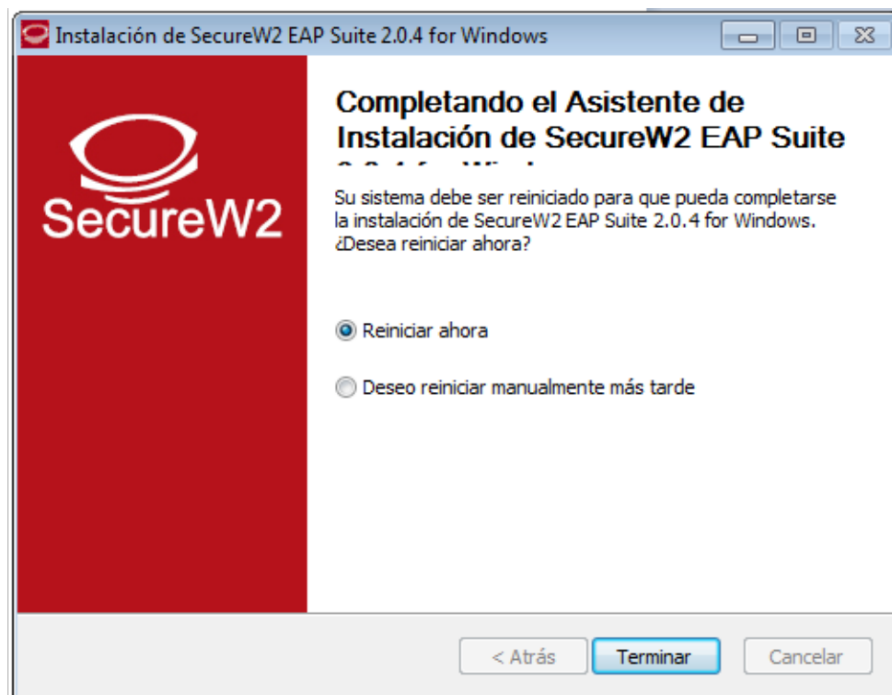 Instalación de SecureW2 EAP Suite 2.0.4 for Windows
SecureW2
Completando el Asistente de
Instalación de SecureW2 EAP Suite
Su sistema debe ser reiniciado para que pueda completarse
la instalación de SecureW2 EAP Suite 2.0.4 for Windows.
¿Desea reiniciar ahora?
Reiniciar ahora
Deseo reiniciar manualmente más tarde
< Atrás
Terminar
Cancelar